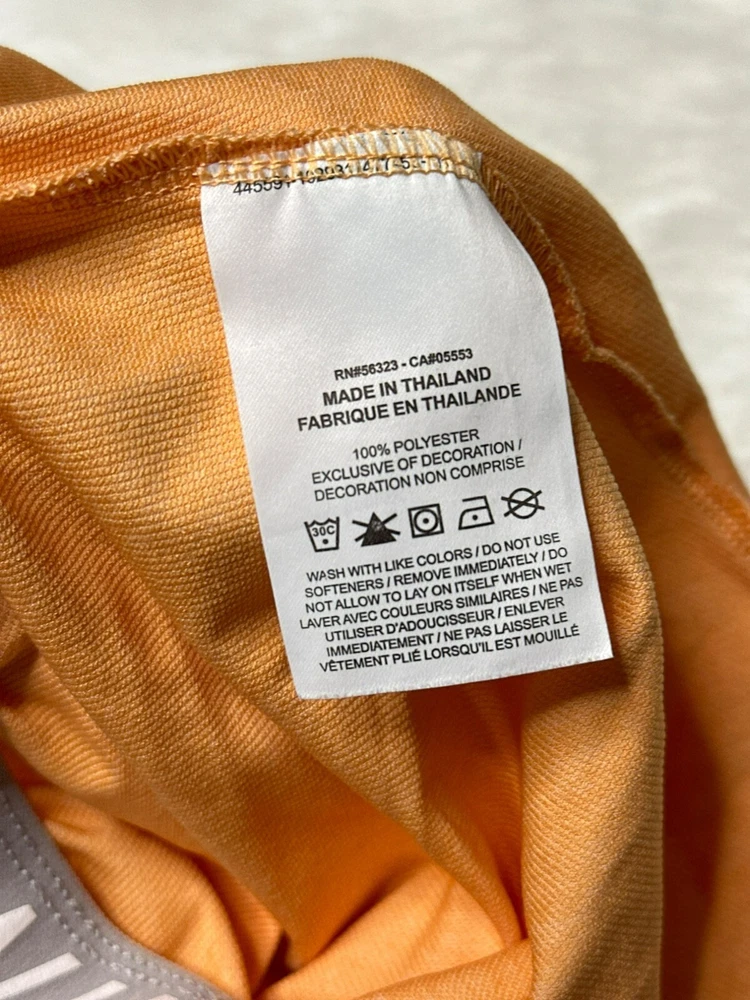 RN#56323 - CA#05553
MADE IN THAILAND
FABRIQUE EN THAILANDE
100% POLYESTER
EXCLUSIVE OF DECORATION /
DECORATION NON COMPRISE
30C
WASH WITH LIKE COLORS / DO NOT USE
SOFTENERS / REMOVE IMMEDIATELY / DO
NOT ALLOW TO LAY ON ITSELF WHEN WET
LAVER AVEC COULEURS SIMILAIRES / NE PAS
UTILISER D'ADOUCISSEUR / ENLEVER
IMMEDIATEMENT / NE PAS LAISSER LE
VÊTEMENT PLIÉ LORSQU'IL EST MOUILLÉ